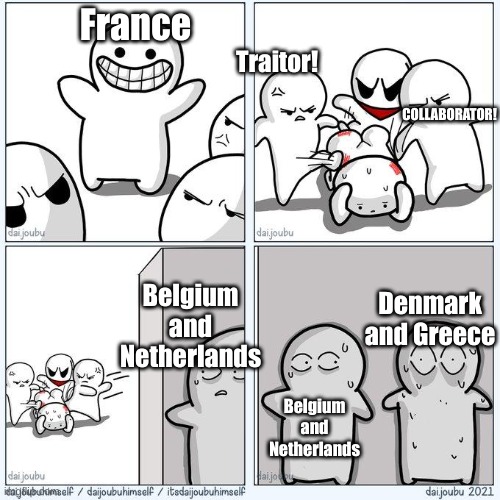 France
Traitor!
COLLABORATOR!
daijoubu
daijoubu
Belgium
and
Netherlands
Denmark
and Greece
Belgium
and
Netherlands
daijoubu
daijoubu
daijoubuhimself / daijoubuhimself / itsdaijoubuhimself
daijoubu 2021